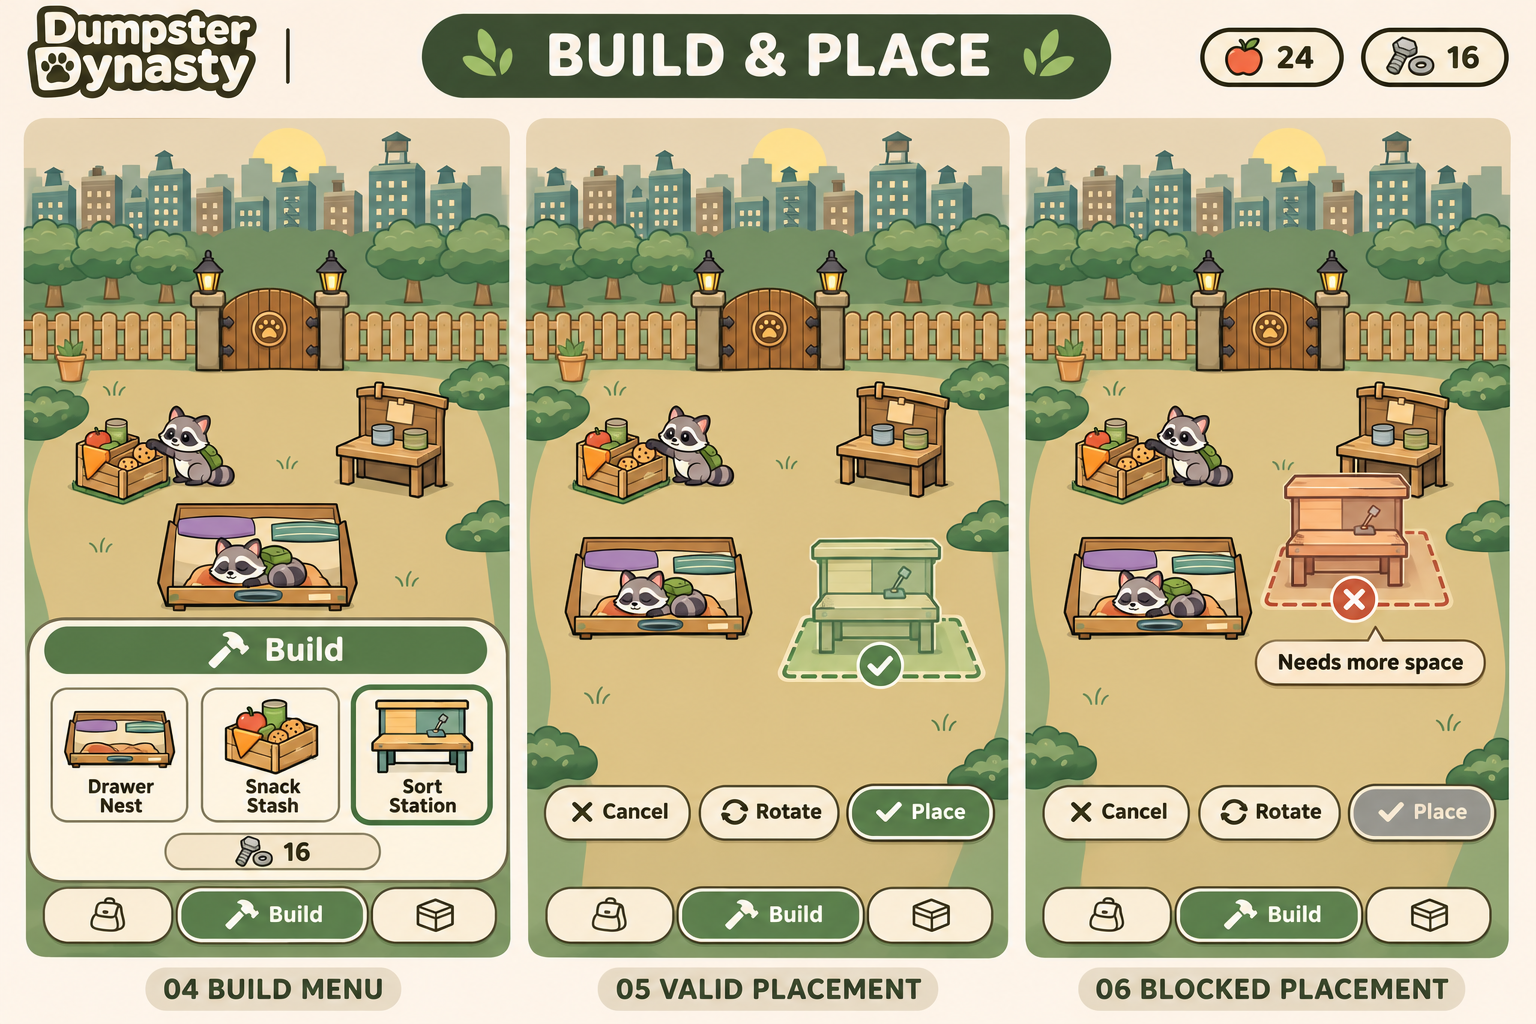 Dumpster
Dynasty
BUILD & PLACE
24
16
Build
Drawer
Nest
Snack
Stash
Sort
Station
16
Build
04 BUILD MENU
Cancel
Rotate
Place
Build
05 VALID PLACEMENT
Needs more space
Cancel
Rotate
Place
Build
06 BLOCKED PLACEMENT